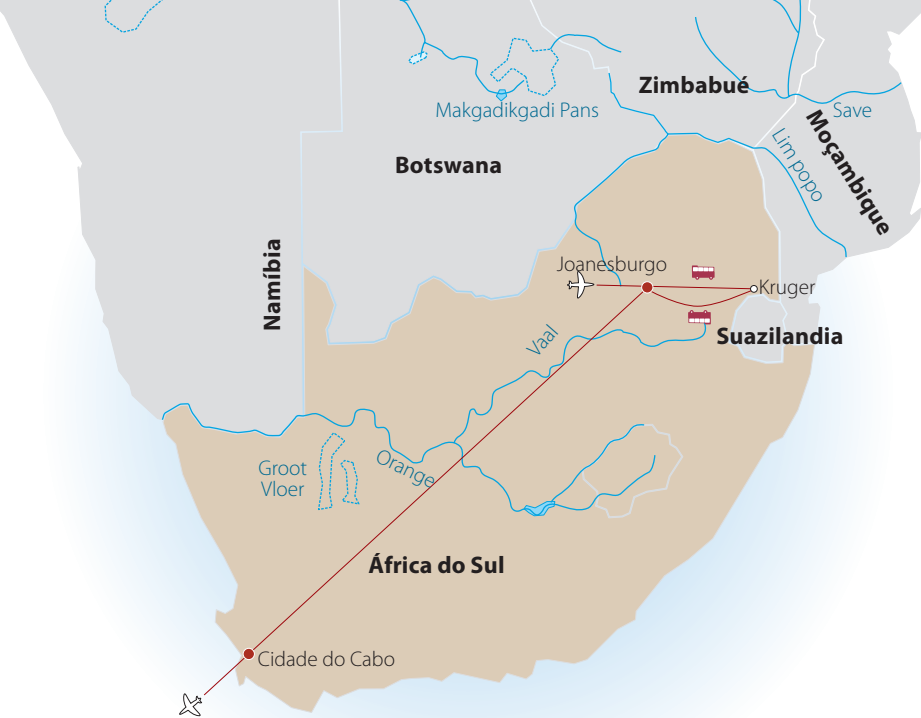 Zimbabué
Makgadikgadi Pans
Save
Moçambique
Lim popo
Botswana
Namíbia
Joanesburgo
Kruger
Suazilandia
Vaal
Orange
Groot
Vloer
África do Sul
Cidade do Cabo